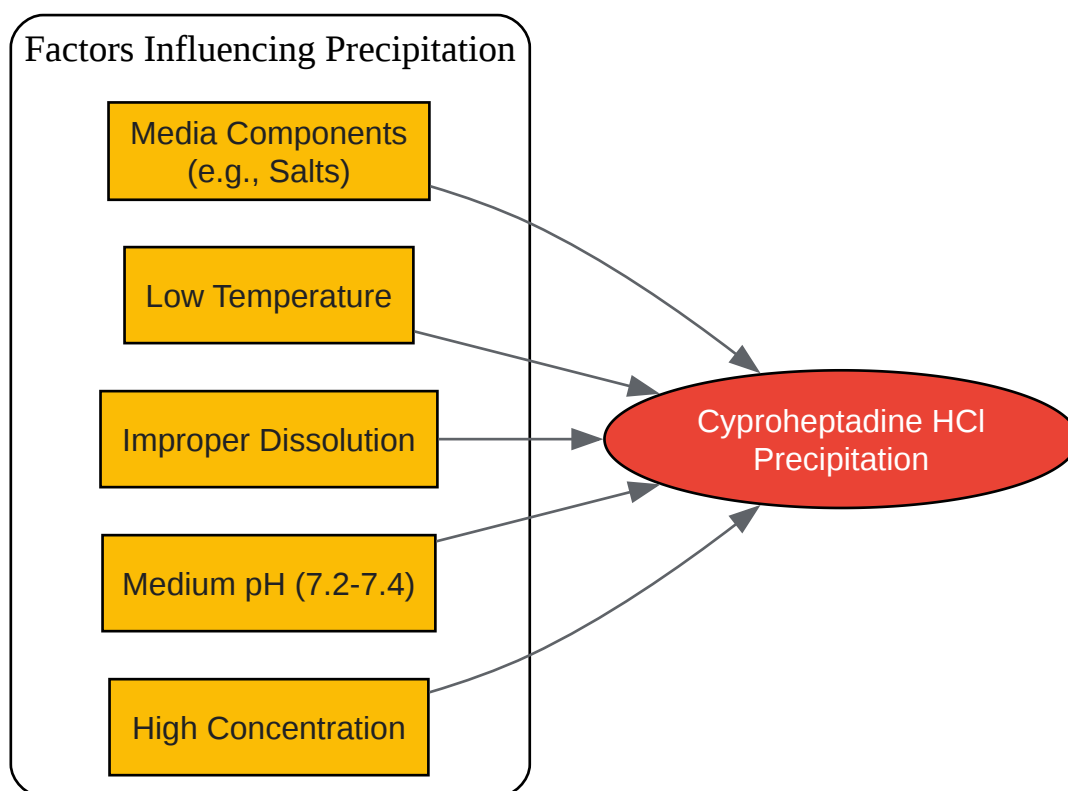 Factors Influencing Precipitation
Media Components
(e.g., Salts)
Low Temperature
Improper Dissolution
Medium pH (7.2-7.4)
High Concentration
Cyproheptadine HCl
Precipitation